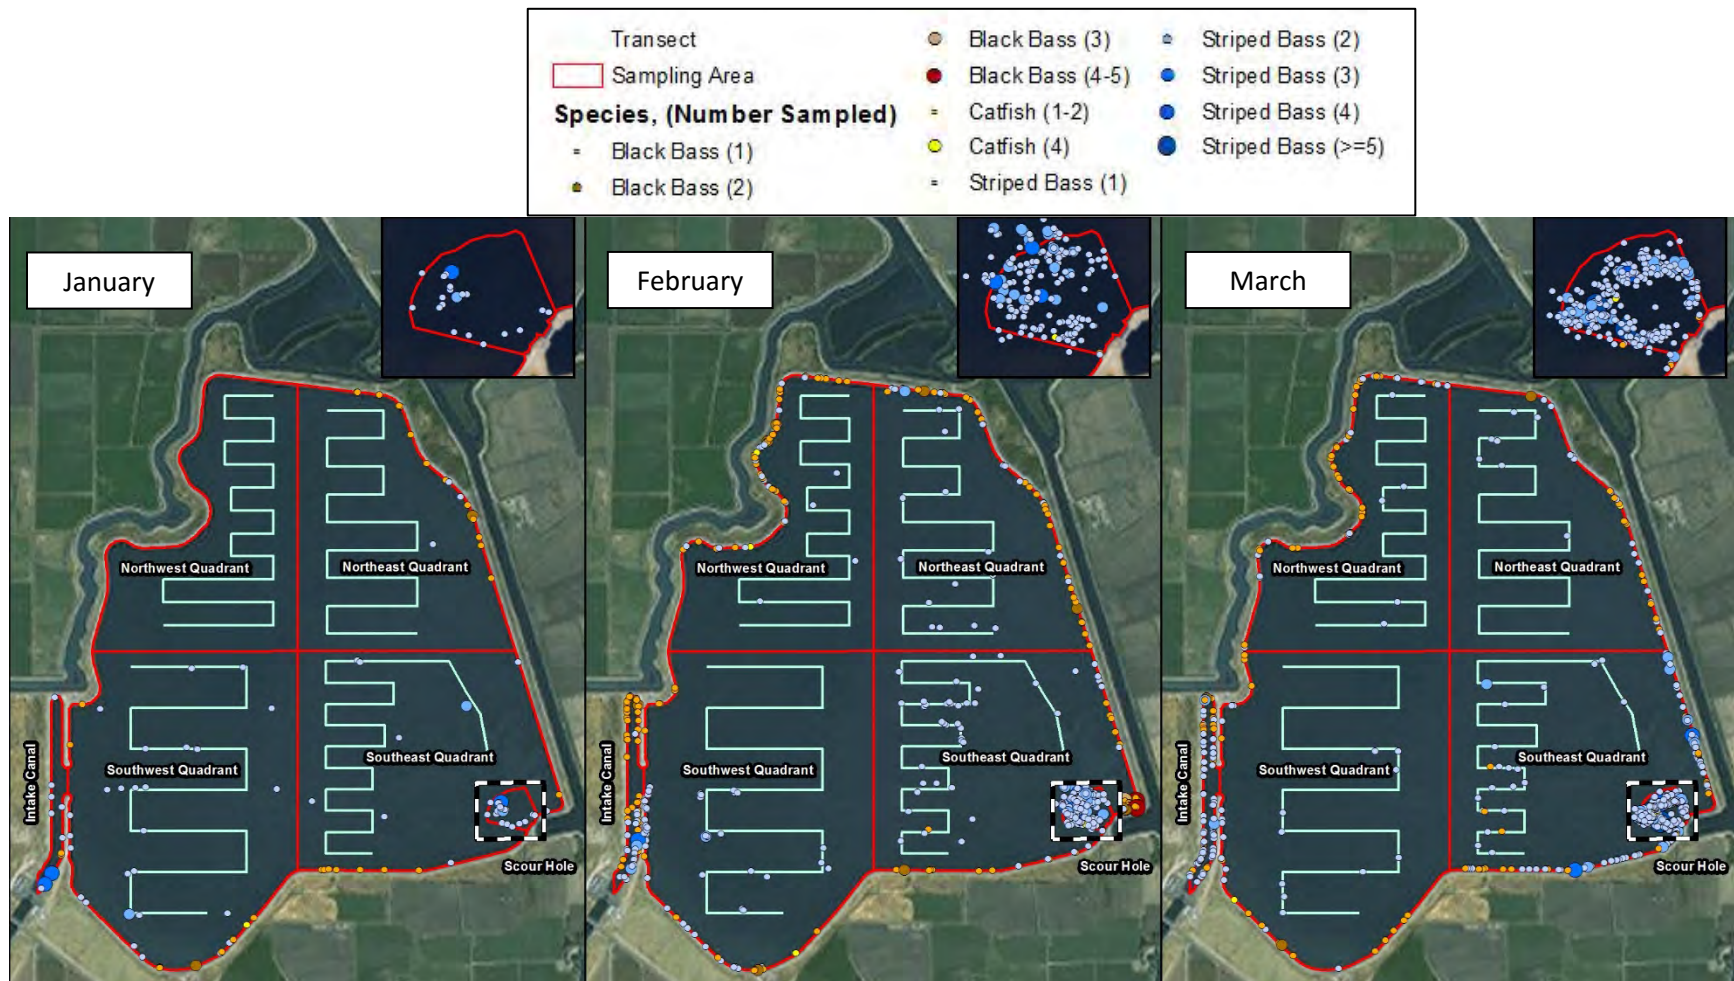 Transect
Sampling Area
Species, (Number Sampled)
Black Bass (1)
Black Bass (2)
Black Bass (3)
Black Bass (4-5)
Catfish (1-2)
Catfish (4)
Striped Bass (1)
Striped Bass (2)
Striped Bass (3)
Striped Bass (4)
Striped Bass (>=5)
January
Northwest Quadrant
Northeast Quadrant
Southwest Quadrant
Southeast Quadrant
Intake Canal
Scour Hole
February
Northwest Quadrant
Northeast Quadrant
Southwest Quadrant
Southeast Quadrant
Intake Canal
Scour Hole
March
Northwest Quadrant
Northeast Quadrant
Southwest Quadrant
Southeast Quadrant
Intake Canal
Scour Hole